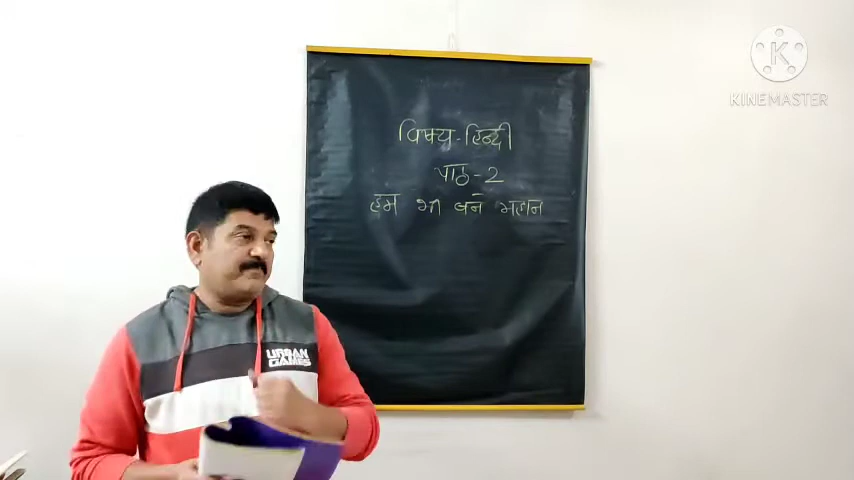 विषय-हिन्दी
पाठ-2
हम भी बने महान
URBAN
GAMES
KINEMASTER